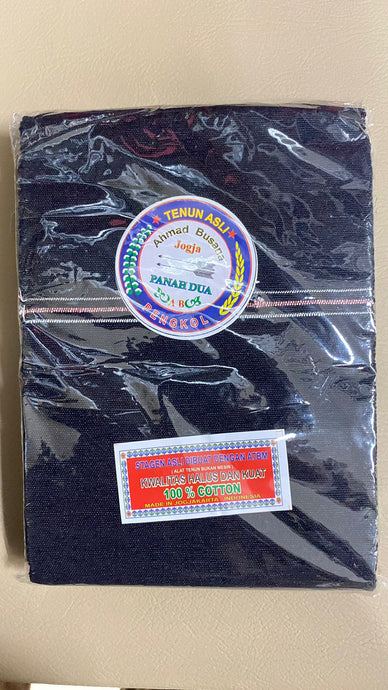 ★ TENUN ASLI ★
Ahmad Busana
Jogja
PANAH DUA
A B
PENGKOL
STAGEN ASLI DIBUAT DENGAN ATBM
( ALAT TENUN BUKAN MESIN )
KWALITAS HALUS DAN KUAT
100 % COTTON
MADE IN JOGJAKARTA - INDONESIA